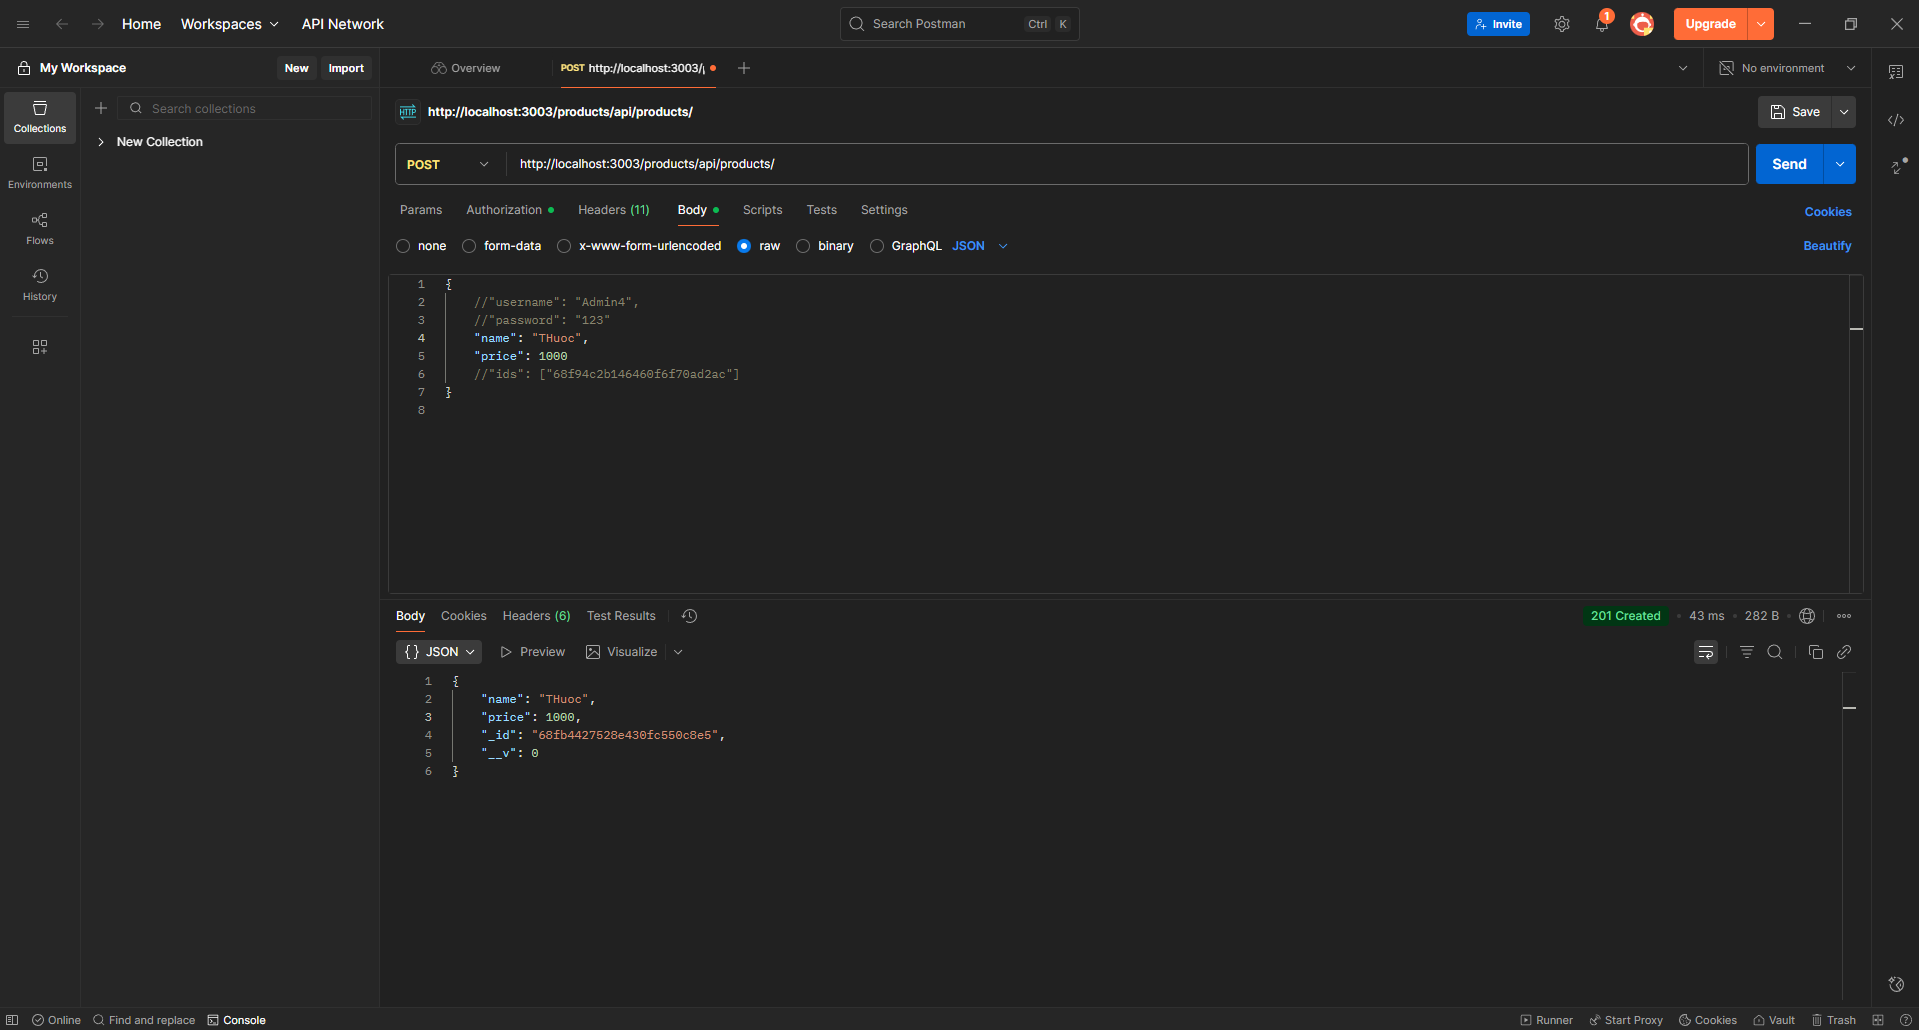 Home Workspaces API Network Search Postman Ctrl K Invite 1 Upgrade
My Workspace New Import Overview POST http://localhost:3003/ No environment
Search collections
New Collection
Collections
Environments
Flows
History
HTTP http://localhost:3003/products/api/products/ Save
POST http://localhost:3003/products/api/products/ Send
Params Authorization Headers (11) Body Scripts Tests Settings Cookies
none form-data x-www-form-urlencoded raw binary GraphQL JSON Beautify
1 {
2 //"username": "Admin4",
3 //"password": "123"
4 "name": "THuoc",
5 "price": 1000
6 //"ids": ["68f94c2b146460f6f70ad2ac"]
7 }
8
Body Cookies Headers (6) Test Results 201 Created 43 ms 282 B
{} JSON Preview Visualize
1 {
2 "name": "THuoc",
3 "price": 1000,
4 "_id": "68fb4427528e430fc550c8e5",
5 "__v": 0
6 }
Online Find and replace Console Runner Start Proxy Cookies Vault Trash